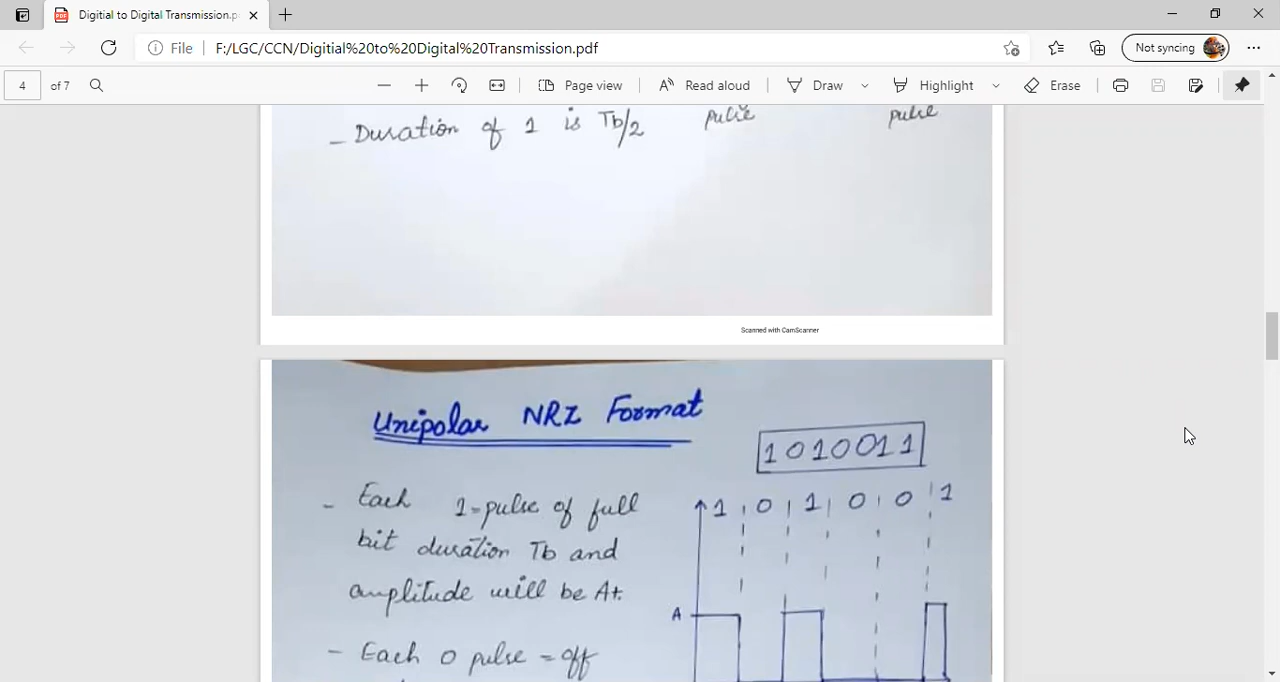 Digitial to Digital Transmission.p
File F:/LGC/CCN/Digitial%20to%20Digital%20Transmission.pdf
Not syncing
4 of 7
Page view
Read aloud
Draw
Highlight
Erase
- Duration of 1 is Tb/2
pulse
pulse
Scanned with CamScanner
Unipolar NRZ Format
1010011
- Each 1-pulse of full
bit duration Tb and
amplitude will be A+.
1 0 1 0 0 1
A
- Each 0 pulse = off